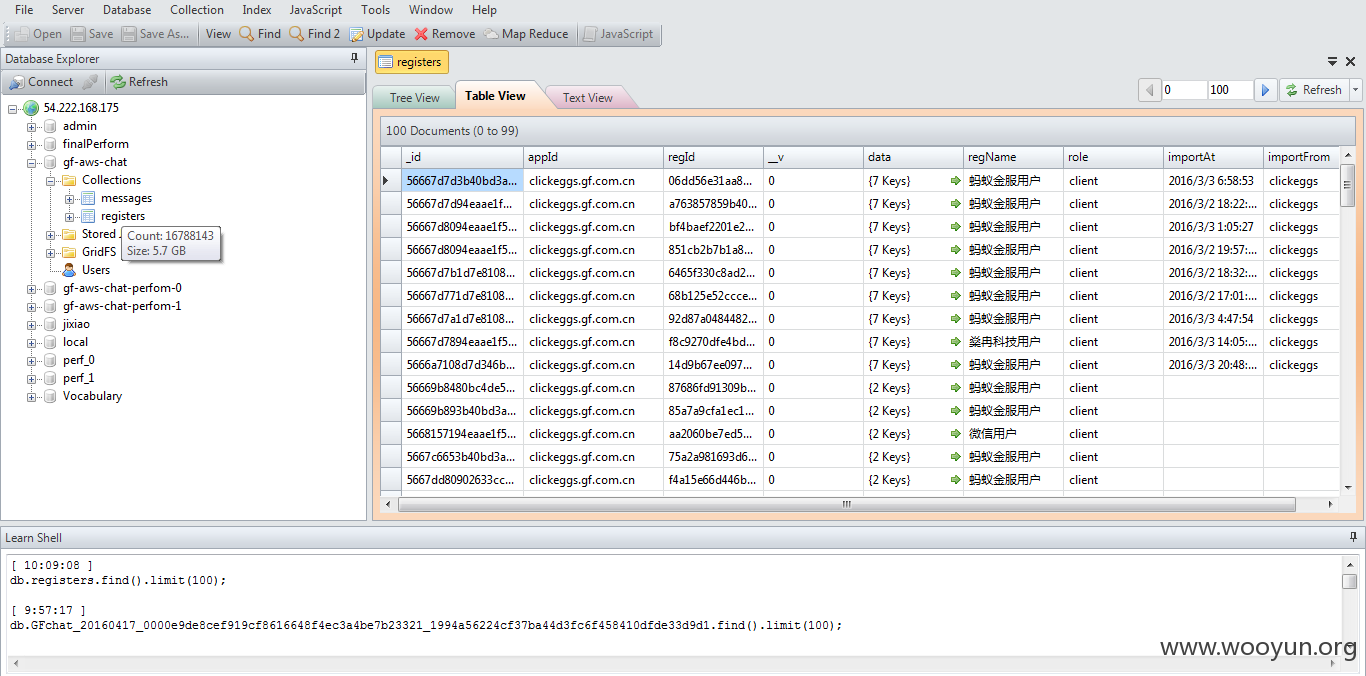 File Server Database Collection Index JavaScript Tools Window Help
Open Save Save As... View Find Find 2 Update Remove Map Reduce JavaScript
Database Explorer
Connect Refresh
54.222.168.175
admin
finalPerform
gf-aws-chat
Collections
messages
registers
Stored
Count: 16788143
Size: 5.7 GB
GridFS
Users
gf-aws-chat-perfom-0
gf-aws-chat-perfom-1
jixiao
local
perf_0
perf_1
Vocabulary
registers
Tree View Table View Text View 0 100 Refresh
100 Documents (0 to 99)
_id appId regId __v data regName role importAt importFrom
56667d7d3b40bd3a... clickeggs.gf.com.cn 06dd56e31aa8... 0 {7 Keys} 蚂蚁金服用户 client 2016/3/3 6:58:53 clickeggs
56667d7d94eaae1f... clickeggs.gf.com.cn a763857859b40... 0 {7 Keys} 蚂蚁金服用户 client 2016/3/2 18:22:... clickeggs
56667d8094eaae1f5... clickeggs.gf.com.cn bf4baef2201e2... 0 {7 Keys} 蚂蚁金服用户 client 2016/3/3 1:05:27 clickeggs
56667d8094eaae1f5... clickeggs.gf.com.cn 851cb2b7b1a8... 0 {7 Keys} 蚂蚁金服用户 client 2016/3/2 19:57:... clickeggs
56667d7b1d7e8108... clickeggs.gf.com.cn 6465f330c8ad2... 0 {7 Keys} 蚂蚁金服用户 client 2016/3/2 18:32:... clickeggs
56667d771d7e8108... clickeggs.gf.com.cn 68b125e52ccce... 0 {7 Keys} 蚂蚁金服用户 client 2016/3/2 17:01:... clickeggs
56667d7a1d7e8108... clickeggs.gf.com.cn 92d87a0484482... 0 {7 Keys} 蚂蚁金服用户 client 2016/3/3 4:47:54 clickeggs
56667d7894eaae1f5... clickeggs.gf.com.cn f8c9270dfe4bd... 0 {7 Keys} 燊冉科技用户 client 2016/3/3 14:05:... clickeggs
5666a7108d7d346b... clickeggs.gf.com.cn 14d9b67ee097... 0 {7 Keys} 蚂蚁金服用户 client 2016/3/3 20:48:... clickeggs
56669b8480bc4de5... clickeggs.gf.com.cn 87686fd91309b... 0 {2 Keys} 蚂蚁金服用户 client
56669b893b40bd3a... clickeggs.gf.com.cn 85a7a9cfa1ec1... 0 {2 Keys} 蚂蚁金服用户 client
5668157194eaae1f5... clickeggs.gf.com.cn aa2060be7ed5... 0 {2 Keys} 微信用户 client
5667c6653b40bd3a... clickeggs.gf.com.cn 75a2a981693d6... 0 {2 Keys} 蚂蚁金服用户 client
5667dd80902633cc... clickeggs.gf.com.cn f4a15e66d446b... 0 {2 Keys} 蚂蚁金服用户 client
Learn Shell
[ 10:09:08 ]
db.registers.find().limit(100);
[ 9:57:17 ]
db.GFchat_20160417_0000e9de8cef919cf8616648f4ec3a4be7b23321_1994a56224cf37ba44d3fc6f458410dfde33d9d1.find().limit(100);
www.wooyun.org